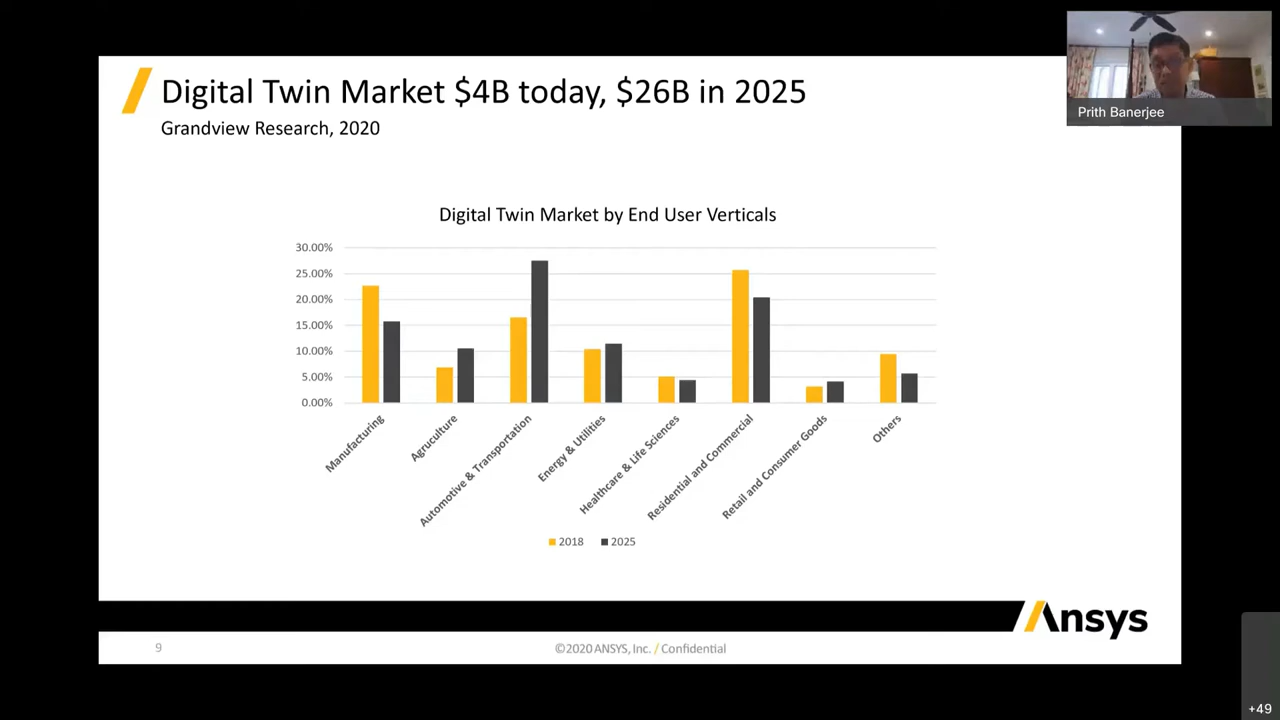 Digital Twin Market $4B today, $26B in 2025
Grandview Research, 2020
Prith Banerjee
Digital Twin Market by End User Verticals
30.00%
25.00%
20.00%
15.00%
10.00%
5.00%
0.00%
Manufacturing
Agruculture
Automotive & Transportation
Energy & Utilities
Healthcare & Life Sciences
Residential and Commercial
Retail and Consumer Goods
Others
2018
2025
Ansys
9
©2020 ANSYS, Inc. / Confidential
+49